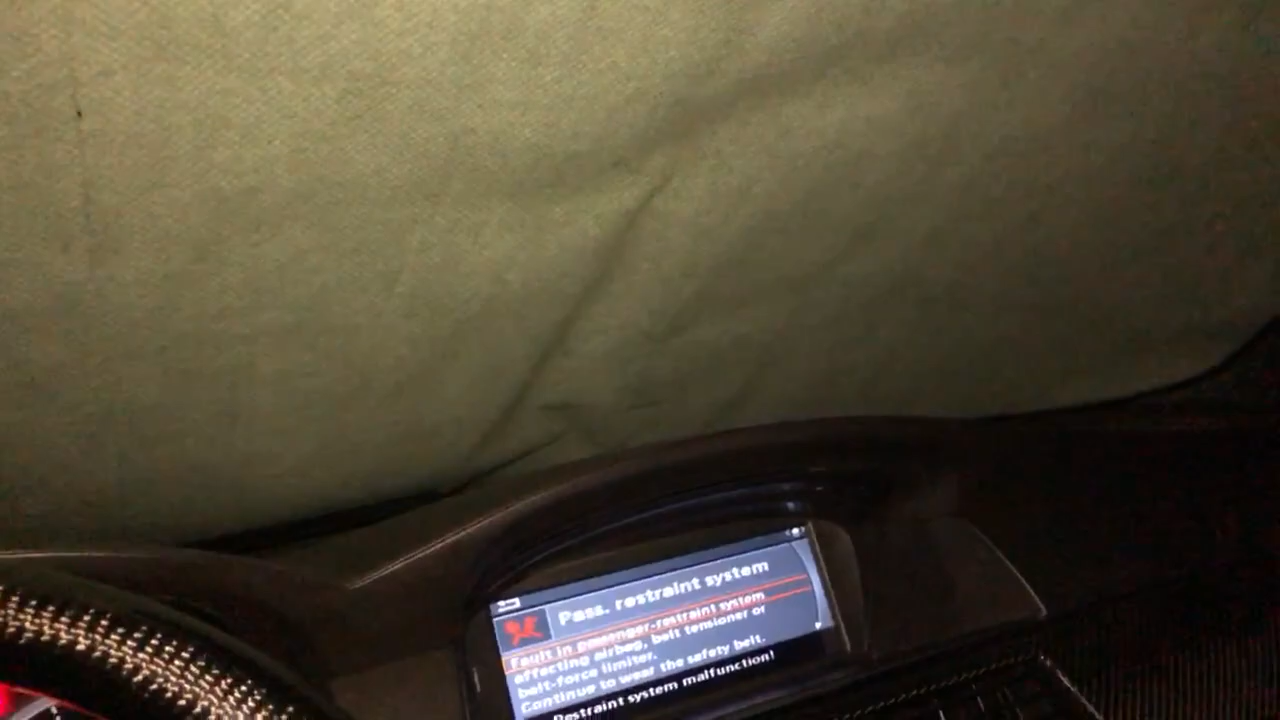 Pass. restraint system
Fault in passenger-restraint system
affecting airbag, belt tensioner or
belt-force limiter.
Continue to wear the safety belt.
Restraint system malfunction!